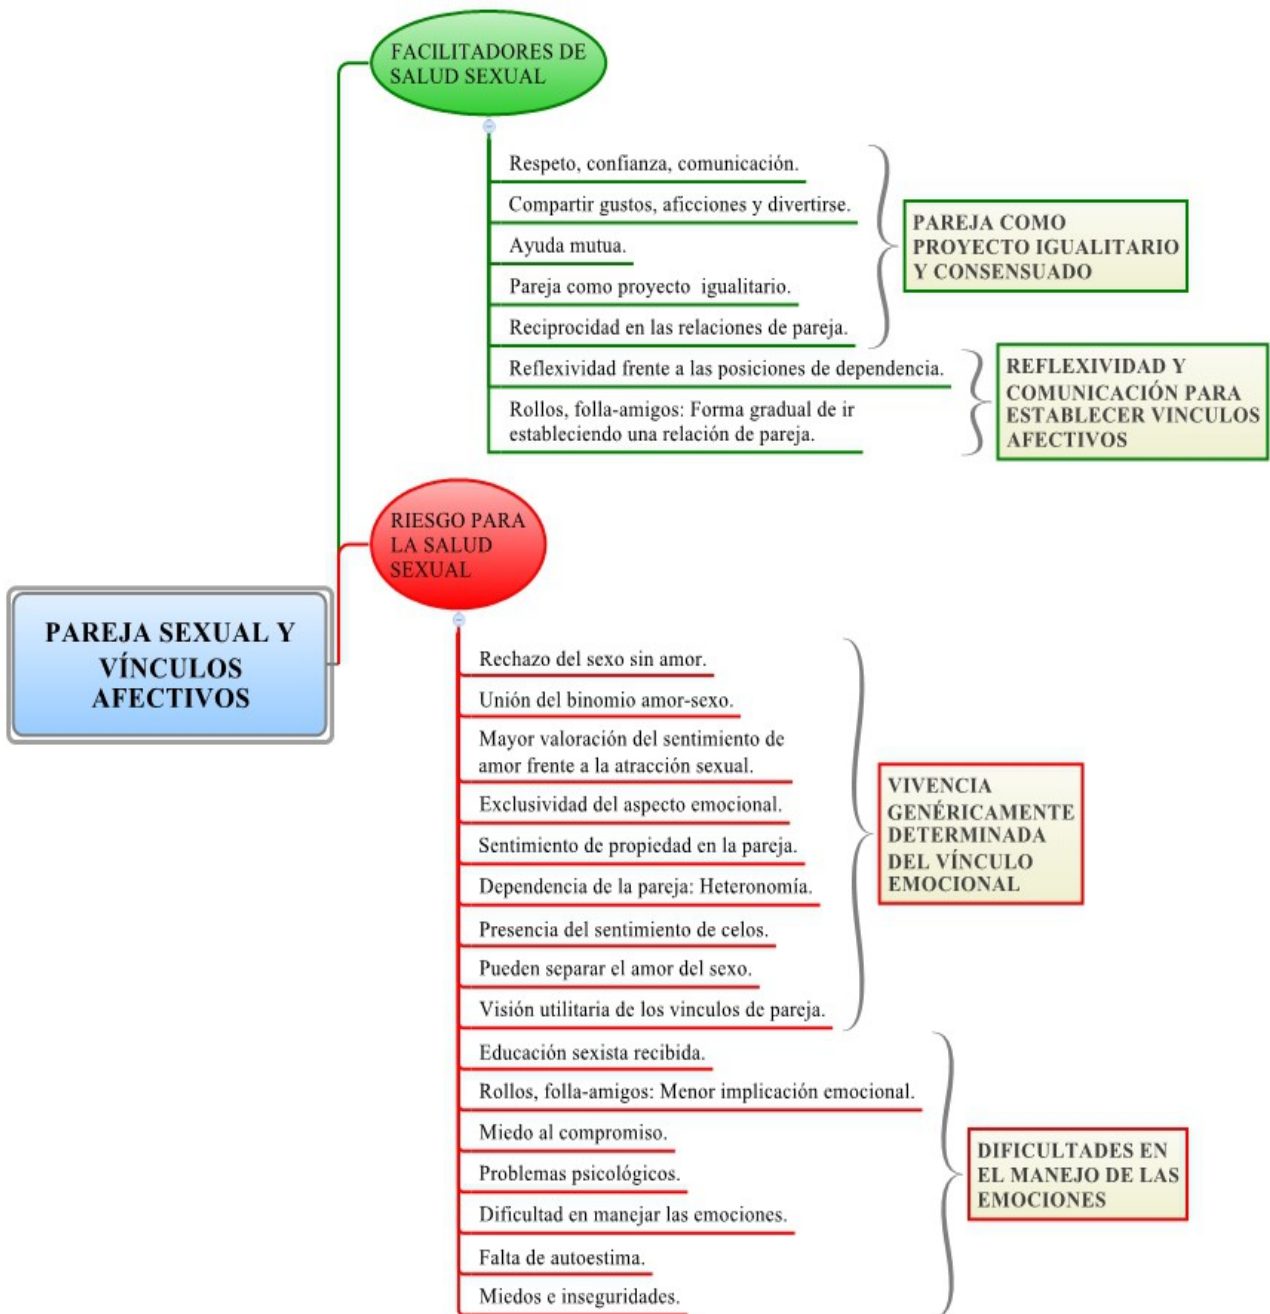 FACILITADORES DE
SALUD SEXUAL
Respeto, confianza, comunicación.
Compartir gustos, aficciones y divertirse.
Ayuda mutua.
Pareja como proyecto igualitario.
Reciprocidad en las relaciones de pareja.
PAREJA COMO
PROYECTO IGUALITARIO
Y CONSENSUADO
Reflexividad frente a las posiciones de dependencia.
Rollos, folla-amigos: Forma gradual de ir
estableciendo una relación de pareja.
REFLEXIVIDAD Y
COMUNICACIÓN PARA
ESTABLECER VINCULOS
AFECTIVOS
RIESGO PARA
LA SALUD
SEXUAL
PAREJA SEXUAL Y
VÍNCULOS
AFECTIVOS
Rechazo del sexo sin amor.
Unión del binomio amor-sexo.
Mayor valoración del sentimiento de
amor frente a la atracción sexual.
Exclusividad del aspecto emocional.
Sentimiento de propiedad en la pareja.
Dependencia de la pareja: Heteronomía.
Presencia del sentimiento de celos.
Pueden separar el amor del sexo.
Visión utilitaria de los vinculos de pareja.
VIVENCIA
GENÉRICAMENTE
DETERMINADA
DEL VÍNCULO
EMOCIONAL
Educación sexista recibida.
Rollos, folla-amigos: Menor implicación emocional.
Miedo al compromiso.
Problemas psicológicos.
Dificultad en manejar las emociones.
Falta de autoestima.
Miedos e inseguridades.
DIFICULTADES EN
EL MANEJO DE LAS
EMOCIONES